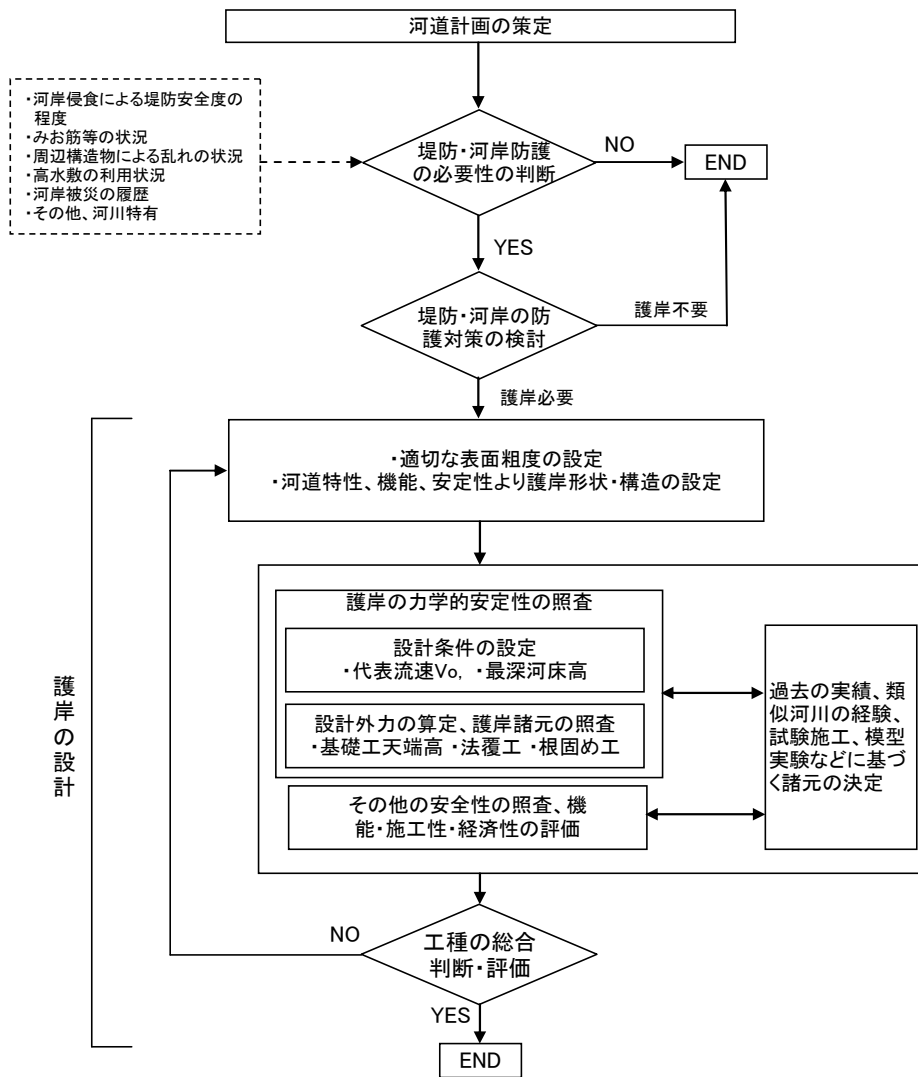 河道計画の策定
・河岸侵食による堤防安全度の
程度
・みお筋等の状況
・周辺構造物による乱れの状況
・高水敷の利用状況
・河岸被災の履歴
・その他、河川特有
堤防・河岸防護
の必要性の判断
NO
END
YES
堤防・河岸の防
護対策の検討
護岸不要
護岸必要
・適切な表面粗度の設定
・河道特性、機能、安定性より護岸形状・構造の設定
護岸の設計
護岸の力学的安定性の照査
設計条件の設定
・代表流速Vo, ・最深河床高
設計外力の算定、護岸諸元の照査
・基礎工天端高 ・法覆工 ・根固め工
その他の安全性の照査、機
能・施工性・経済性の評価
過去の実績、類
似河川の経験、
試験施工、模型
実験などに基づ
く諸元の決定
NO
工種の総合
判断・評価
YES
END